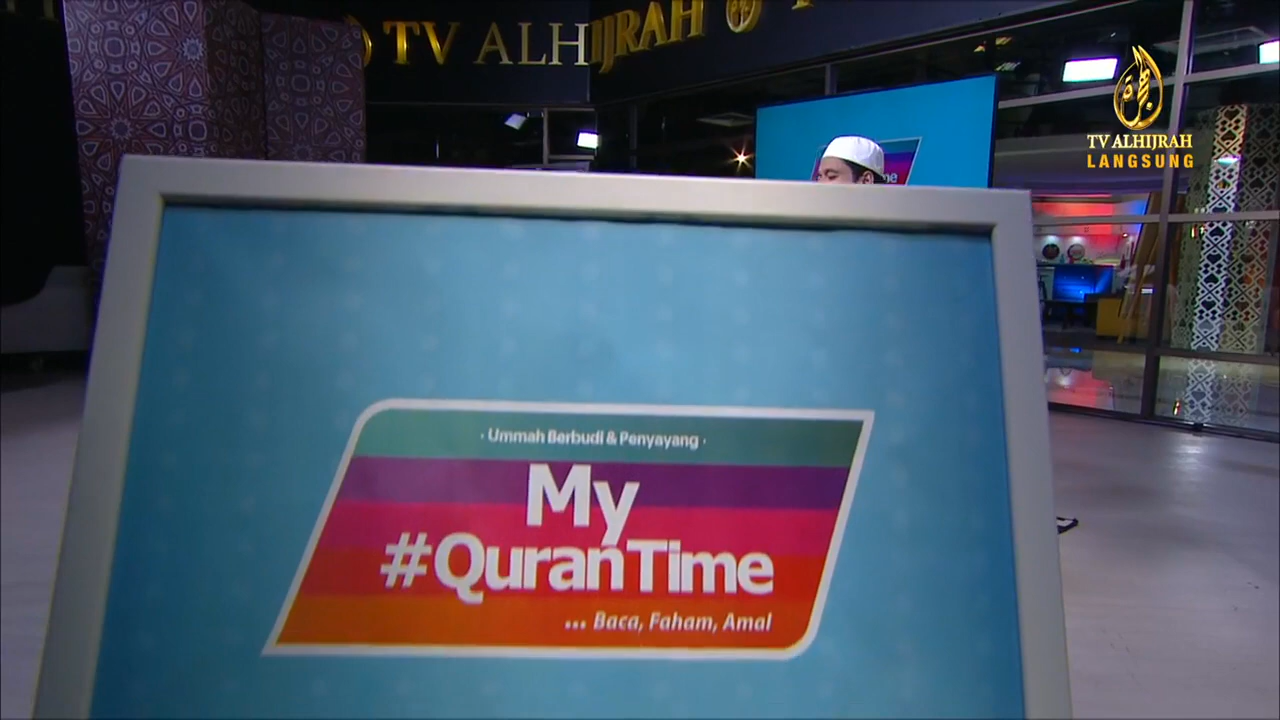 TV ALHIJRAH
TV ALHIJRAH
LANGSUNG
· Ummah Berbudi & Penyayang ·
My
#QuranTime
... Baca, Faham, Amal